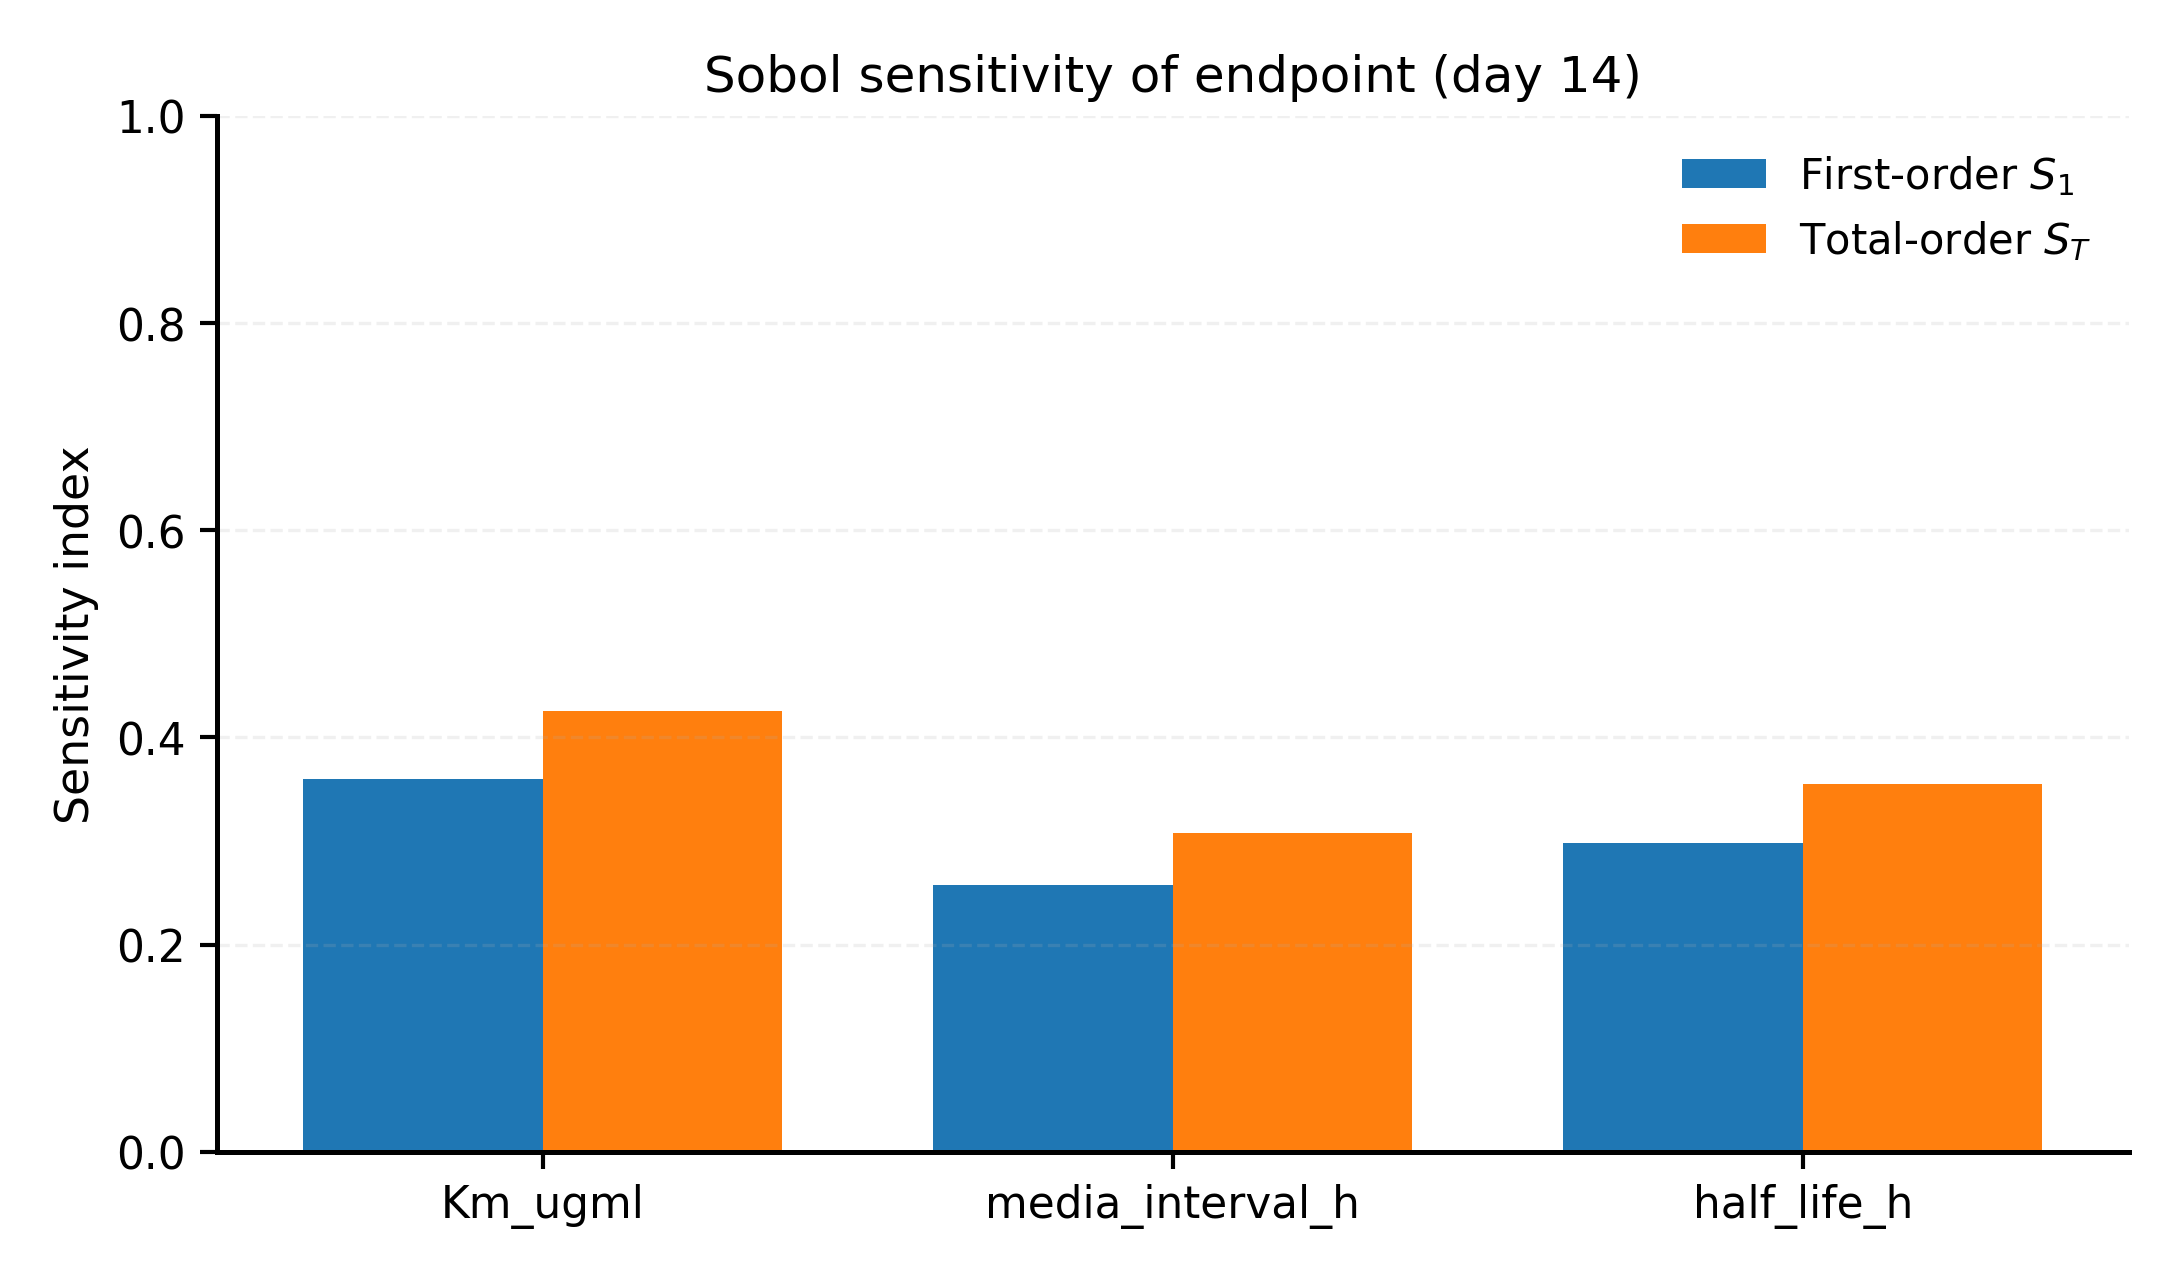 Sobol sensitivity of endpoint (day 14)
First-order S₁
Total-order S_T
Sensitivity index
1.0
0.8
0.6
0.4
0.2
0.0
Km_ugml
media_interval_h
half_life_h